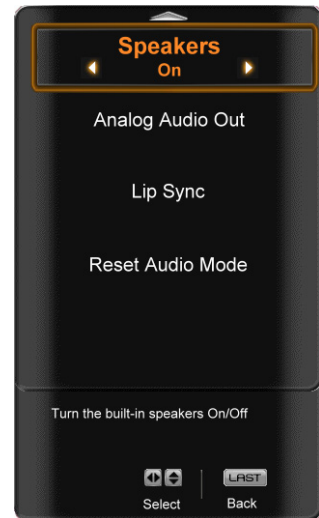 Speakers
On
Analog Audio Out
Lip Sync
Reset Audio Mode
Turn the built-in speakers On/Off
LAST
Select
Back